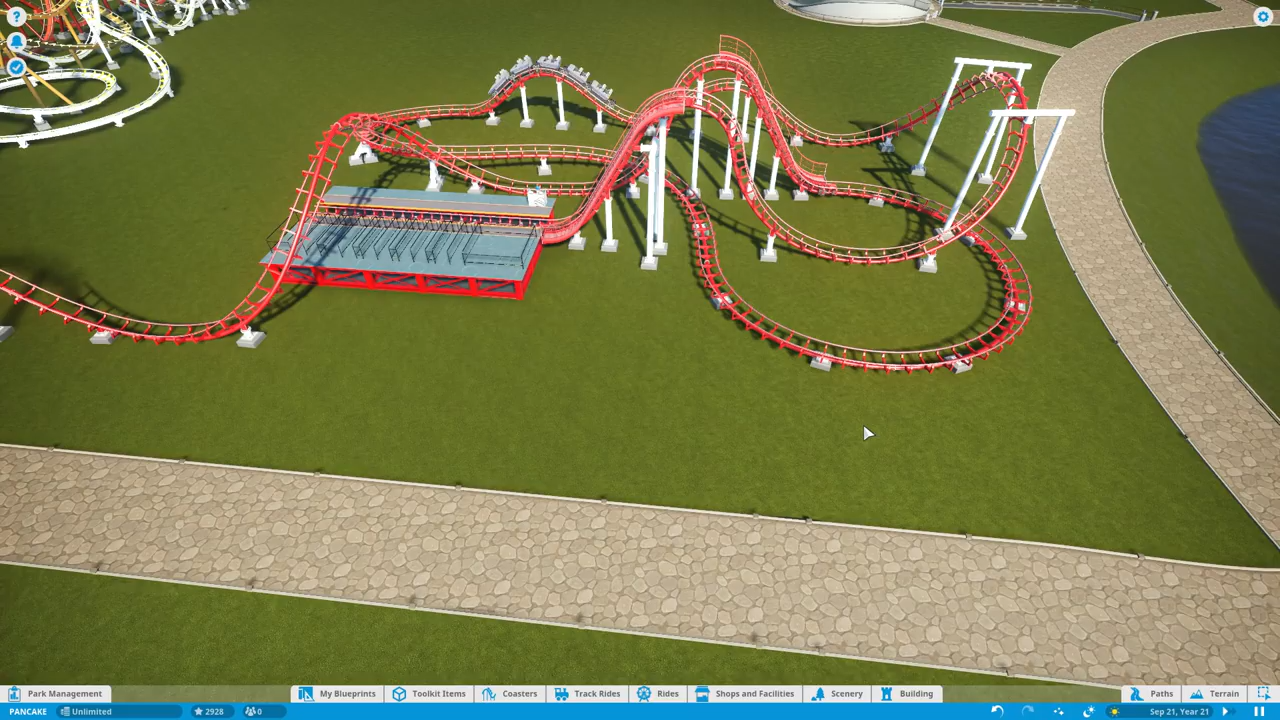 Park Management
My Blueprints
Toolkit Items
Coasters
Track Rides
Rides
Shops and Facilities
Scenery
Building
Paths
Terrain
PANCAKE
Unlimited
2928
0
Sep 21, Year 21